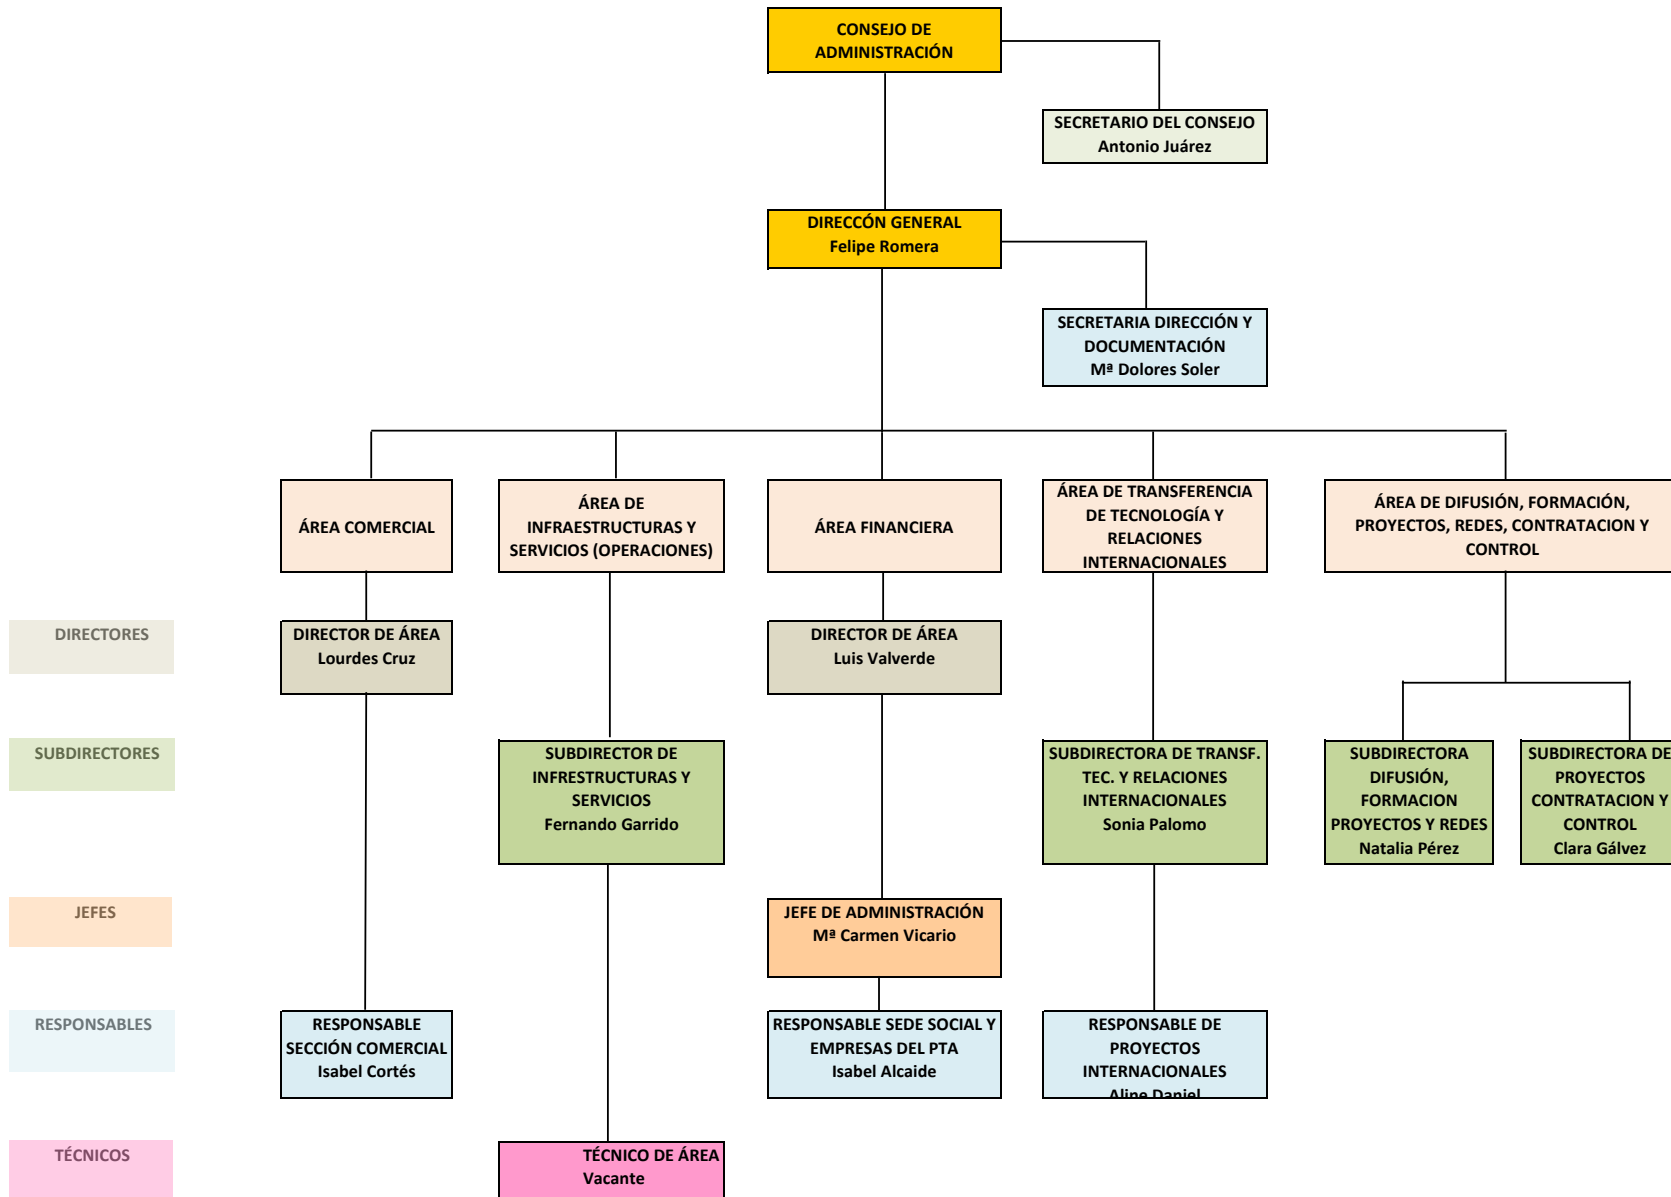 CONSEJO DE
ADMINISTRACIÓN
SECRETARIO DEL CONSEJO
Antonio Juárez
DIRECCÓN GENERAL
Felipe Romera
SECRETARIA DIRECCIÓN Y
DOCUMENTACIÓN
Mª Dolores Soler
ÁREA COMERCIAL
ÁREA DE
INFRAESTRUCTURAS Y
SERVICIOS (OPERACIONES)
ÁREA FINANCIERA
ÁREA DE TRANSFERENCIA
DE TECNOLOGÍA Y
RELACIONES
INTERNACIONALES
ÁREA DE DIFUSIÓN, FORMACIÓN,
PROYECTOS, REDES, CONTRATACION Y
CONTROL
DIRECTORES
DIRECTOR DE ÁREA
Lourdes Cruz
DIRECTOR DE ÁREA
Luis Valverde
SUBDIRECTORES
SUBDIRECTOR DE
INFRESTRUCTURAS Y
SERVICIOS
Fernando Garrido
SUBDIRECTORA DE TRANSF.
TEC. Y RELACIONES
INTERNACIONALES
Sonia Palomo
SUBDIRECTORA
DIFUSIÓN,
FORMACION
PROYECTOS Y REDES
Natalia Pérez
SUBDIRECTORA DE
PROYECTOS
CONTRATACION Y
CONTROL
Clara Gálvez
JEFES
JEFE DE ADMINISTRACIÓN
Mª Carmen Vicario
RESPONSABLES
RESPONSABLE
SECCIÓN COMERCIAL
Isabel Cortés
RESPONSABLE SEDE SOCIAL Y
EMPRESAS DEL PTA
Isabel Alcaide
RESPONSABLE DE
PROYECTOS
INTERNACIONALES
Aline Daniel
TÉCNICOS
TÉCNICO DE ÁREA
Vacante